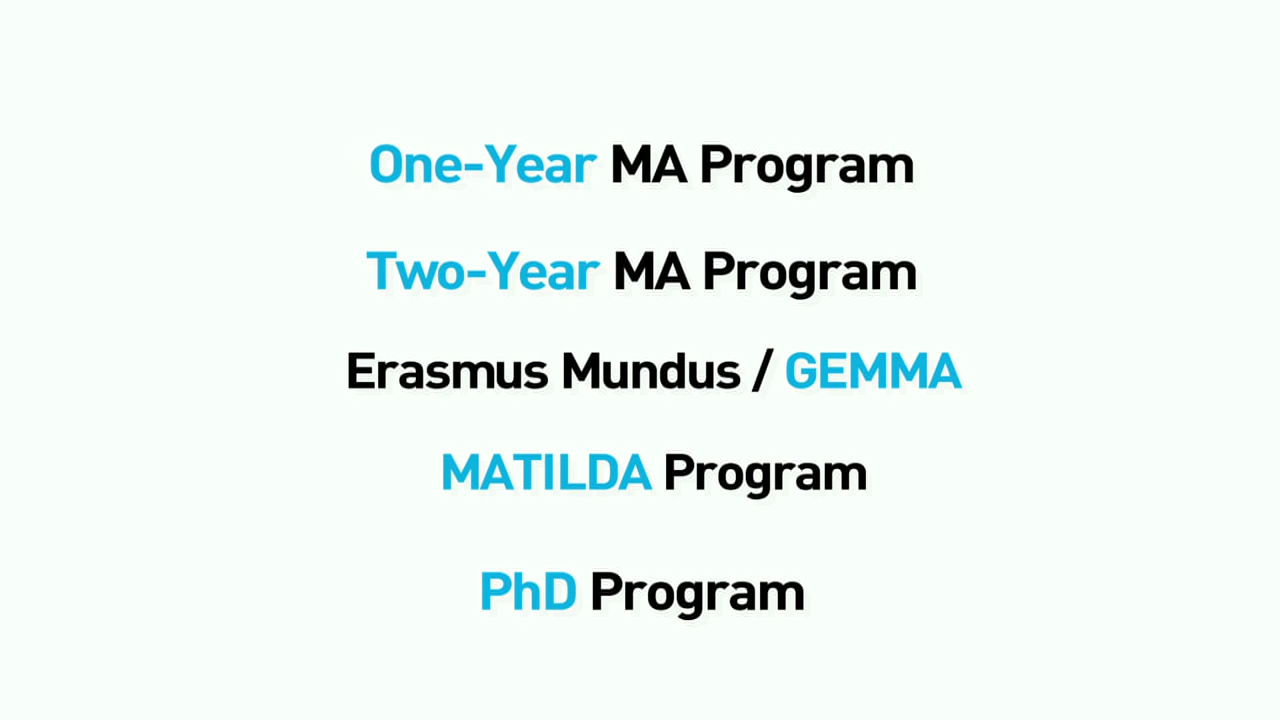 One-Year MA Program
Two-Year MA Program
Erasmus Mundus / GEMMA
MATILDA Program
PhD Program